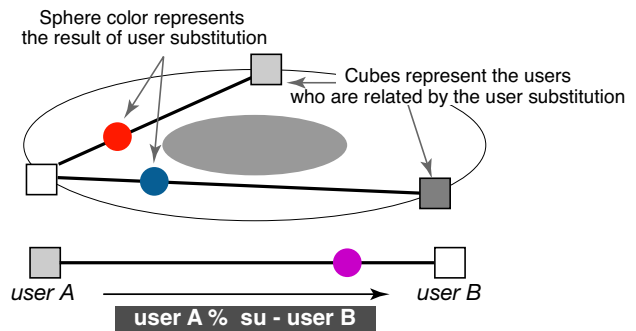 Sphere color represents
the result of user substitution
Cubes represent the users
who are related by the user substitution
user A
user B
user A % su - user B